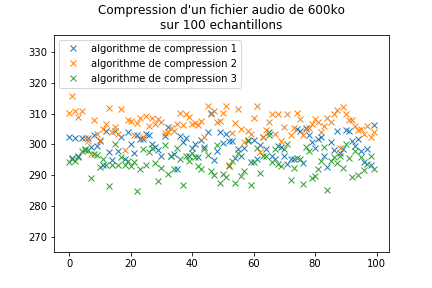 Compression d'un fichier audio de 600ko
sur 100 echantillons
algorithme de compression 1
algorithme de compression 2
algorithme de compression 3
330
320
310
300
290
280
270
0
20
40
60
80
100